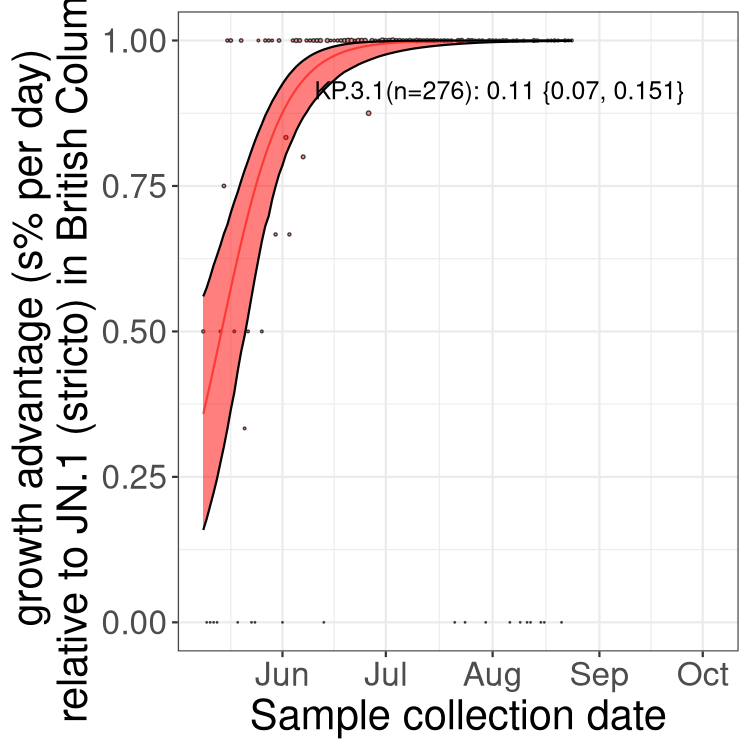 growth advantage (s% per day)
relative to JN.1 (stricto) in British Colum
1.00
0.75
0.50
0.25
0.00
KP.3.1(n=276): 0.11 {0.07, 0.151}
Jun Jul Aug Sep Oct
Sample collection date